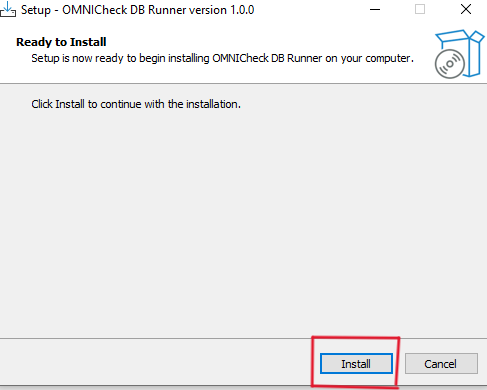 Setup - OMNICheck DB Runner version 1.0.0
Ready to Install
Setup is now ready to begin installing OMNICheck DB Runner on your computer.
Click Install to continue with the installation.
Install
Cancel